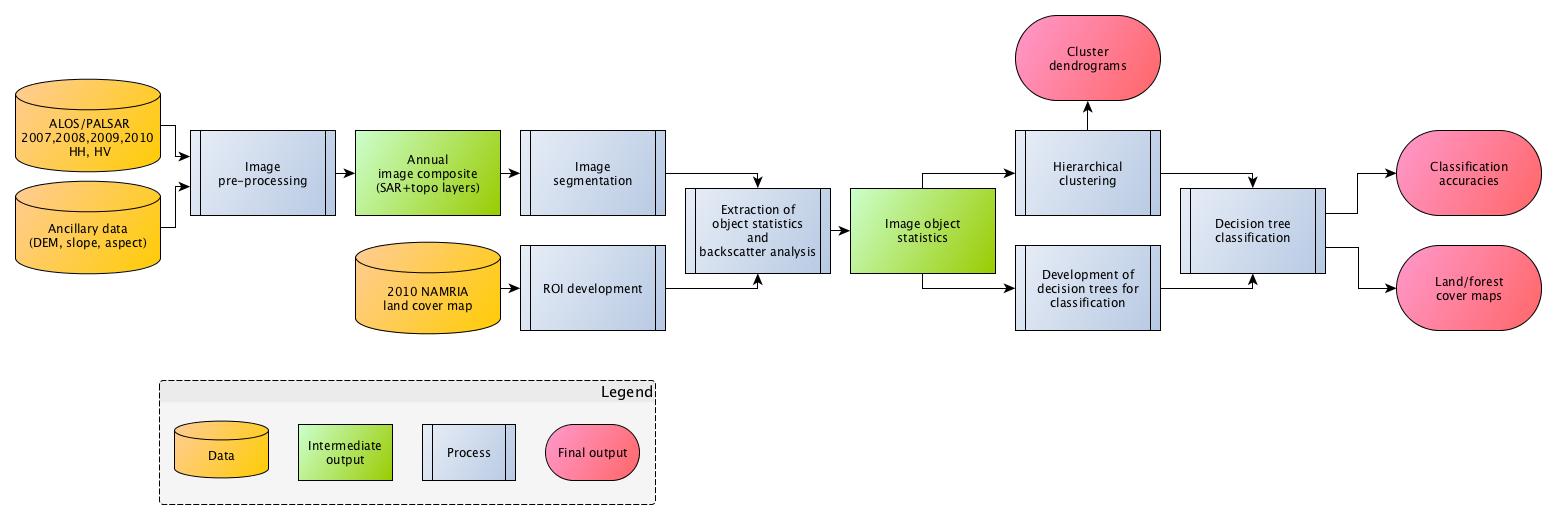 Cluster
dendrograms
ALOS/PALSAR
2007,2008,2009,2010
HH, HV
Image
pre-processing
Annual
image composite
(SAR+topo layers)
Image
segmentation
Hierarchical
clustering
Classification
accuracies
Ancillary data
(DEM, slope, aspect)
Extraction of
object statistics
and
backscatter analysis
Image object
statistics
Decision tree
classification
2010 NAMRIA
land cover map
ROI development
Development of
decision trees for
classification
Land/forest
cover maps
Legend
Data
Intermediate
output
Process
Final output